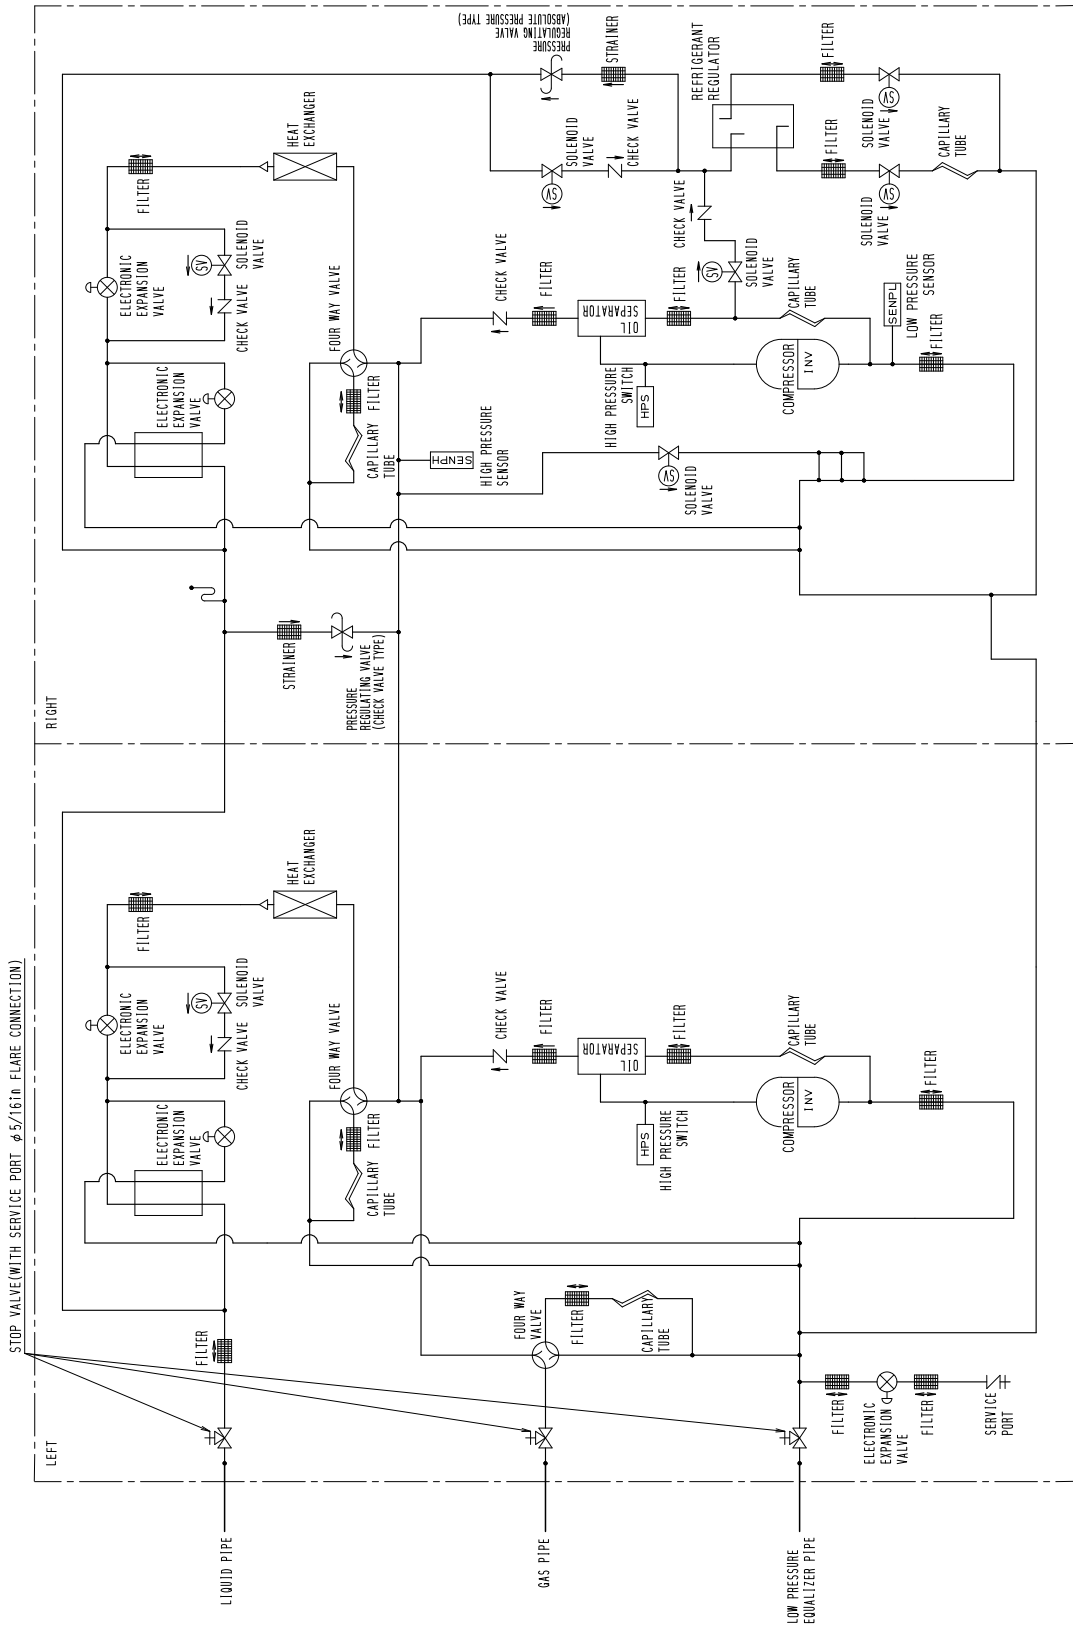 STOP VALVE(WITH SERVICE PORT φ5/16in FLARE CONNECTION)
LEFT
LIQUID PIPE
GAS PIPE
LOW PRESSURE
EQUALIZER PIPE
FILTER
ELECTRONIC
EXPANSION
VALVE
ELECTRONIC
EXPANSION
VALVE
CHECK VALVE
SOLENOID
VALVE
SV
FILTER
HEAT
EXCHANGER
FOUR WAY VALVE
FILTER
CAPILLARY
TUBE
FOUR WAY
VALVE
FILTER
CAPILLARY
TUBE
CHECK VALVE
FILTER
OIL
SEPARATOR
FILTER
CAPILLARY
TUBE
HPS
HIGH PRESSURE
SWITCH
COMPRESSOR
INV
FILTER
FILTER
ELECTRONIC
EXPANSION
VALVE
FILTER
SERVICE
PORT
RIGHT
STRAINER
PRESSURE
REGULATING VALVE
(CHECK VALVE TYPE)
ELECTRONIC
EXPANSION
VALVE
ELECTRONIC
EXPANSION
VALVE
CHECK VALVE
SOLENOID
VALVE
SV
FILTER
HEAT
EXCHANGER
FOUR WAY VALVE
FILTER
CAPILLARY
TUBE
SENPH
HIGH PRESSURE
SENSOR
CHECK VALVE
FILTER
OIL
SEPARATOR
FILTER
HPS
HIGH PRESSURE
SWITCH
COMPRESSOR
INV
CAPILLARY
TUBE
SENPL
LOW PRESSURE
SENSOR
FILTER
SV
SOLENOID
VALVE
SV
SOLENOID
VALVE
CHECK VALVE
PRESSURE
REGULATING VALVE
(ABSOLUTE PRESSURE TYPE)
STRAINER
SV
SOLENOID
VALVE
CHECK VALVE
REFRIGERANT
REGULATOR
FILTER
SV
SOLENOID
VALVE
FILTER
SV
SOLENOID
VALVE
CAPILLARY
TUBE